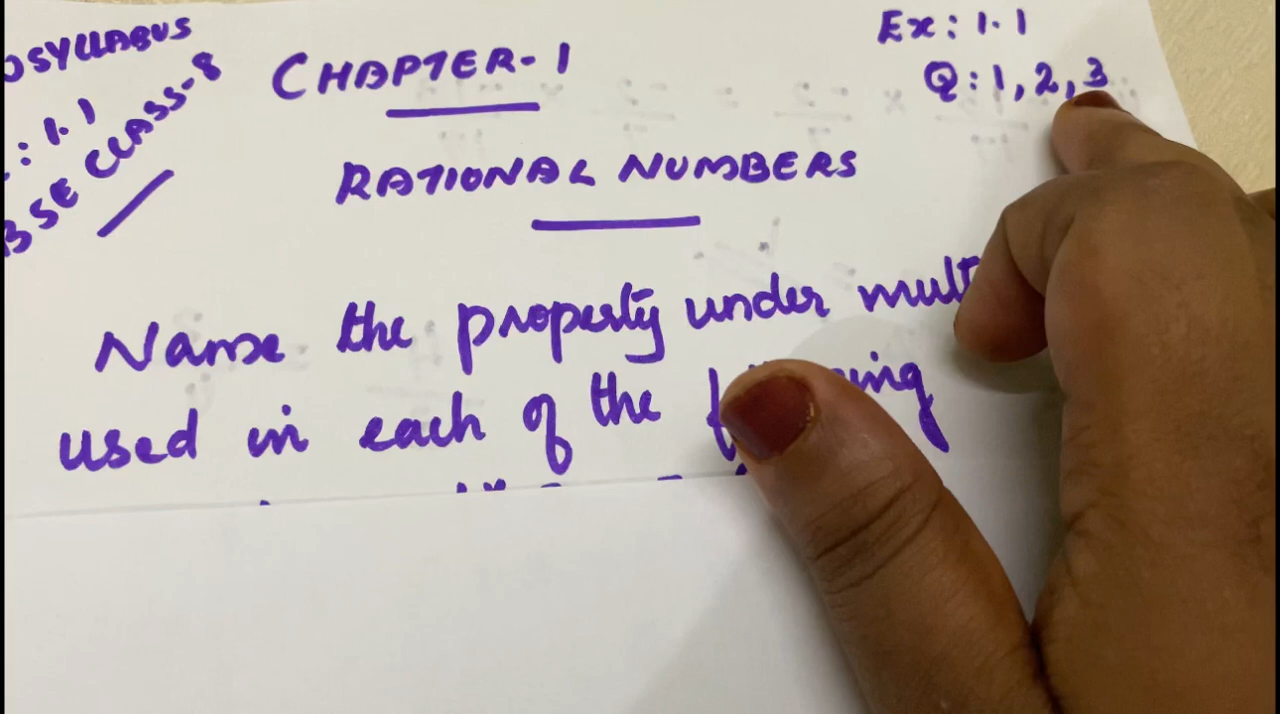 SYLLABUS
: 1.1
BSE CLASS-8
CHAPTER-1
Ex: 1.1
Q: 1, 2, 3
RATIONAL NUMBERS
Name the property under mult
used in each of the